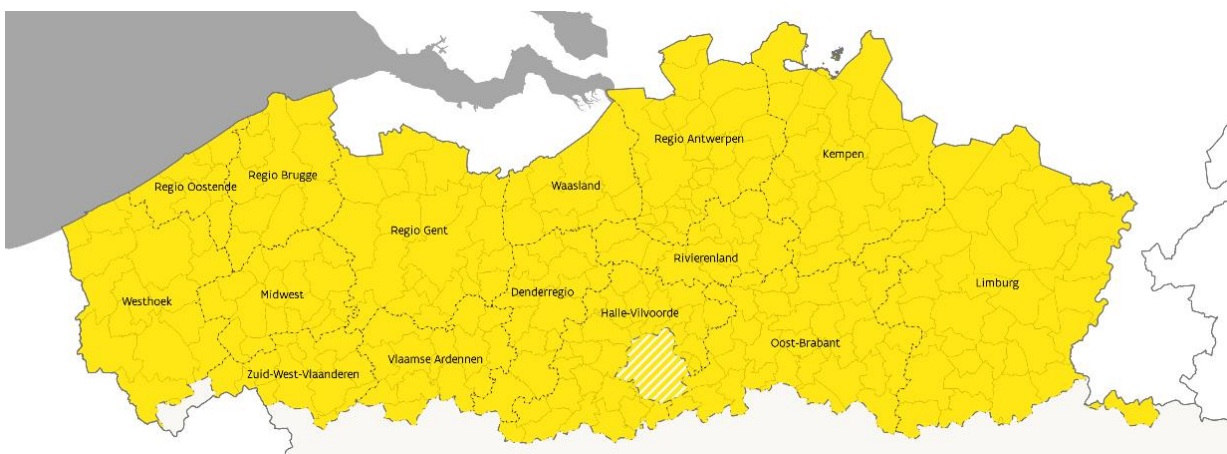 Regio Antwerpen
Kempen
Regio Oostende
Regio Brugge
Waasland
Regio Gent
Rivierenland
Westhoek
Midwest
Denderregio
Limburg
Halle-Vilvoorde
Oost-Brabant
Vlaamse Ardennen
Zuid-West-Vlaanderen